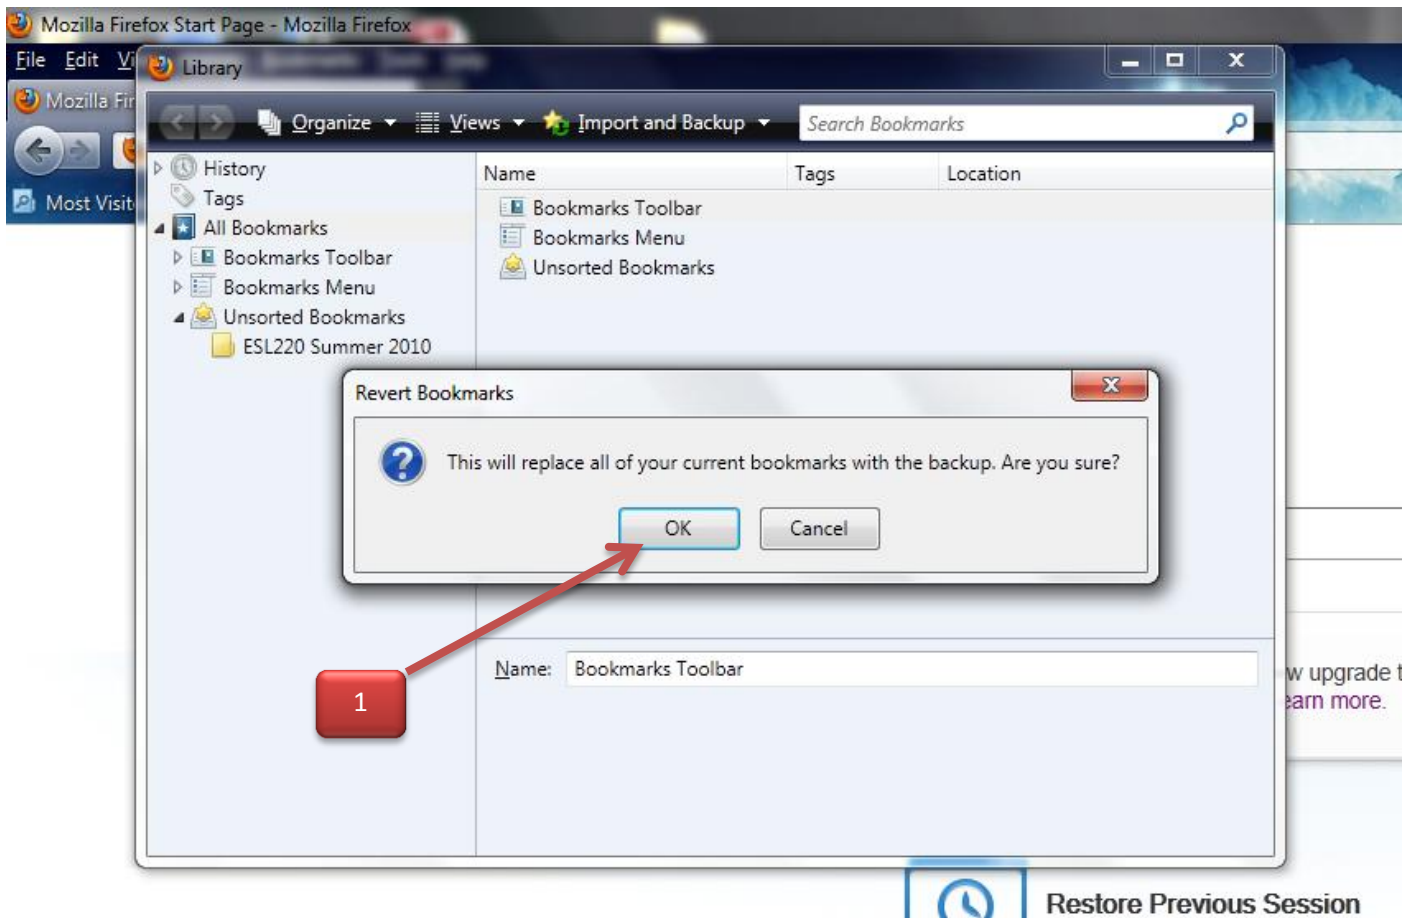 Mozilla Firefox Start Page - Mozilla Firefox
File Edit Vi
Library
Mozilla Fir
Organize Views Import and Backup Search Bookmarks
Most Visit
History
Tags
All Bookmarks
Bookmarks Toolbar
Bookmarks Menu
Unsorted Bookmarks
ESL220 Summer 2010
Name Tags Location
Bookmarks Toolbar
Bookmarks Menu
Unsorted Bookmarks
Revert Bookmarks
This will replace all of your current bookmarks with the backup. Are you sure?
OK Cancel
Name: Bookmarks Toolbar
1
w upgrade t
earn more.
Restore Previous Session